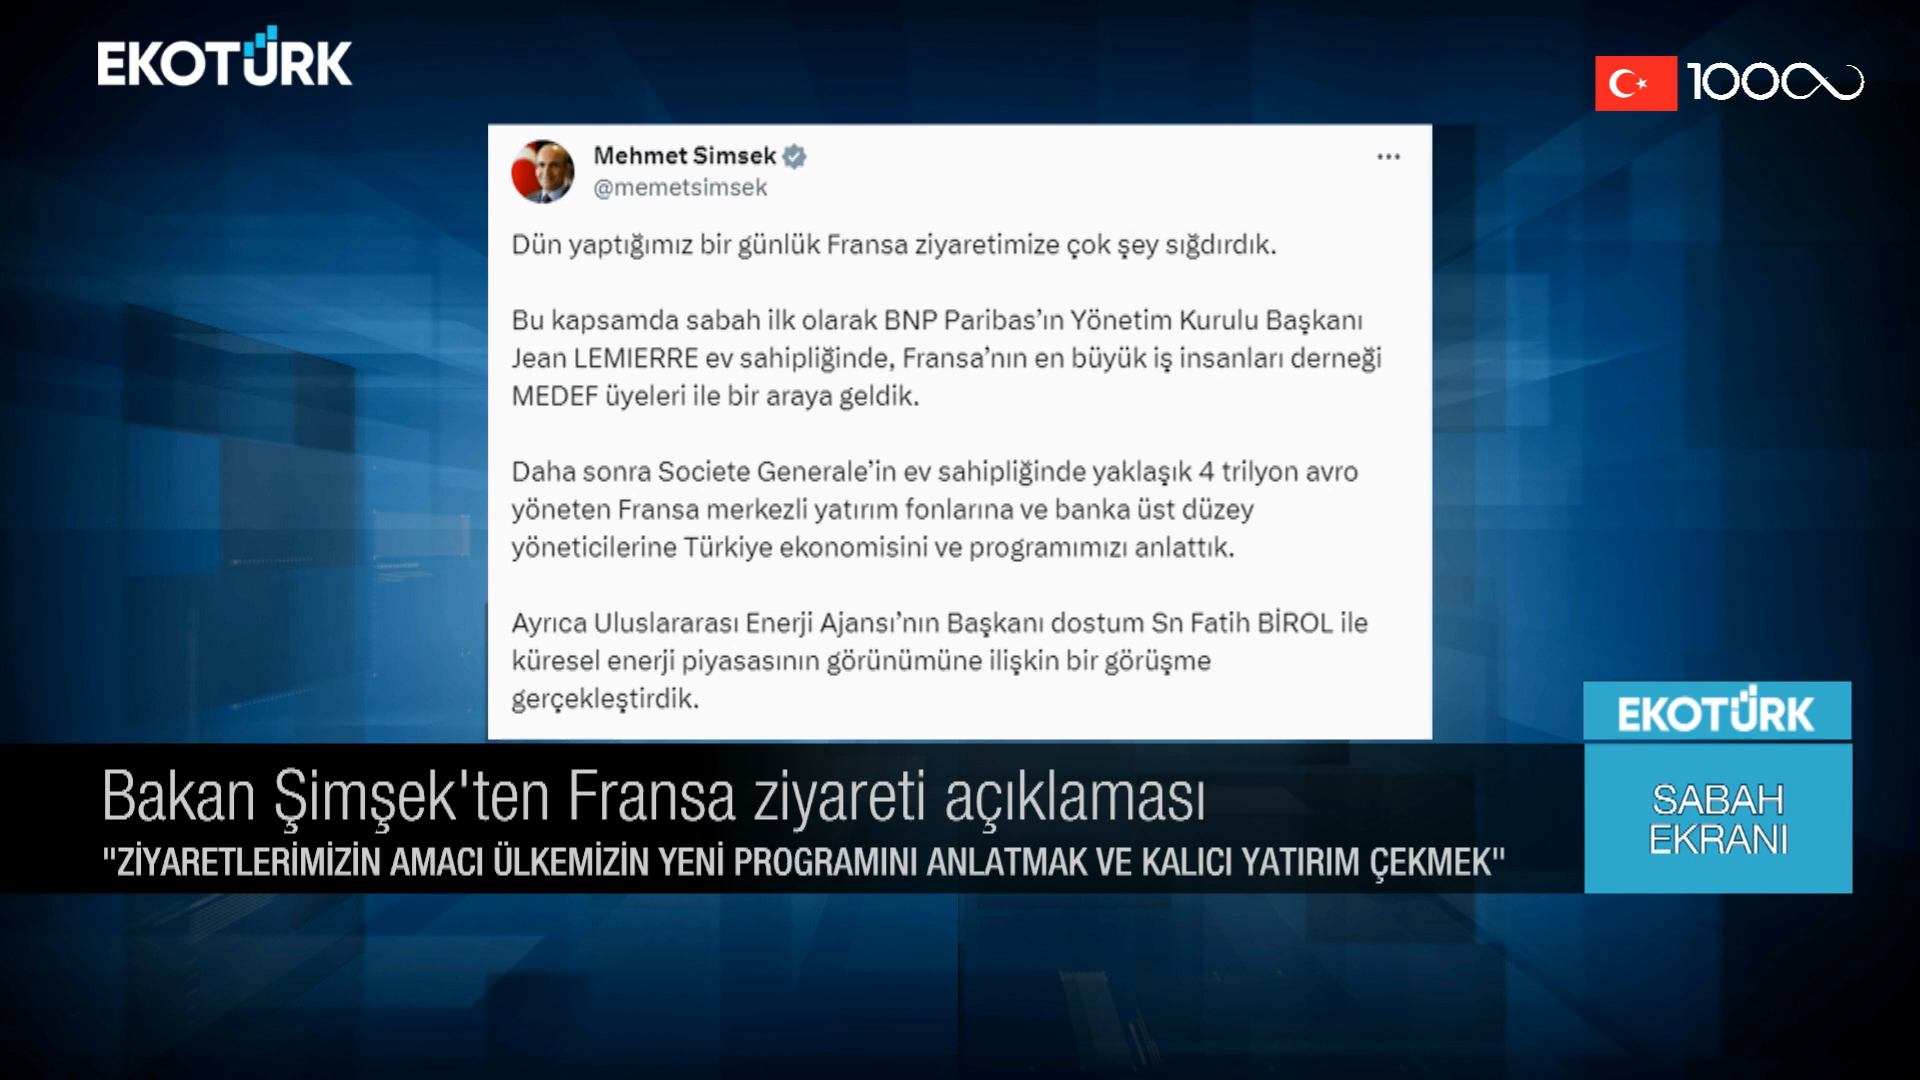 EKOTÜRK
100
Mehmet Simsek
@memetsimsek
Dün yaptığımız bir günlük Fransa ziyaretimize çok şey sığdırdık.
Bu kapsamda sabah ilk olarak BNP Paribas’ın Yönetim Kurulu Başkanı
Jean LEMIERRE ev sahipliğinde, Fransa’nın en büyük iş insanları derneği
MEDEF üyeleri ile bir araya geldik.
Daha sonra Societe Generale’in ev sahipliğinde yaklaşık 4 trilyon avro
yöneten Fransa merkezli yatırım fonlarına ve banka üst düzey
yöneticilerine Türkiye ekonomisini ve programımızı anlattık.
Ayrıca Uluslararası Enerji Ajansı’nın Başkanı dostum Sn Fatih BİROL ile
küresel enerji piyasasının görünümüne ilişkin bir görüşme
gerçekleştirdik.
EKOTÜRK
SABAH
EKRANI
Bakan Şimşek'ten Fransa ziyareti açıklaması
"ZİYARETLERİMİZİN AMACI ÜLKEMİZİN YENİ PROGRAMINI ANLATMAK VE KALICI YATIRIM ÇEKMEK"